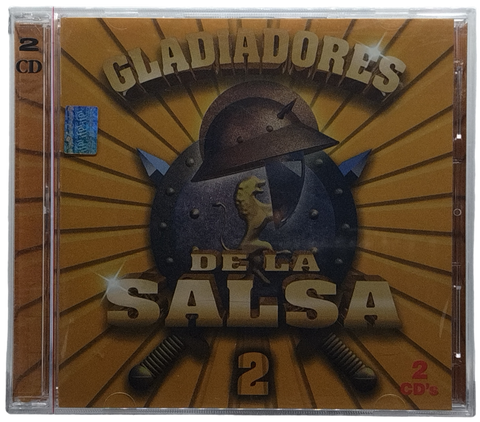 2
CD
GLADIADORES
DE LA
SALSA
2
2
CD's